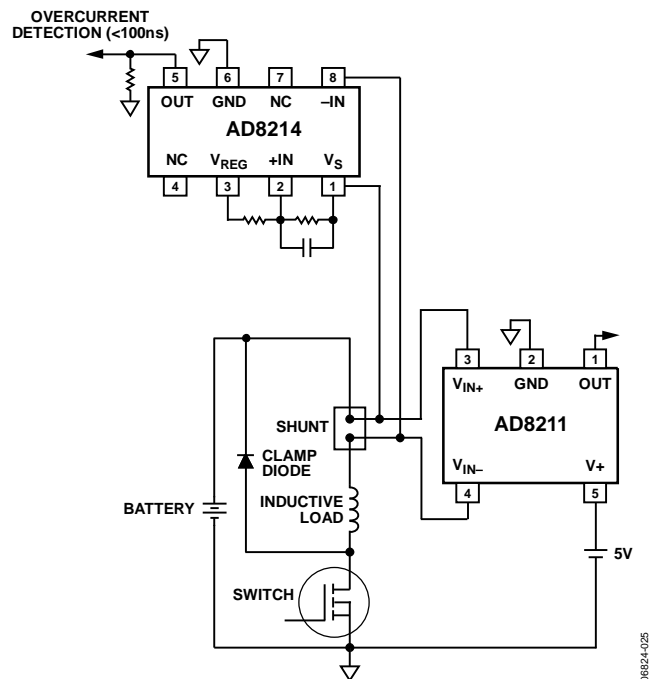 OVERCURRENT
DETECTION (<100ns)
5 6 7 8
OUT GND NC –IN
AD8214
NC VREG +IN VS
4 3 2 1
3 2 1
VIN+ GND OUT
AD8211
VIN– V+
4 5
SHUNT
CLAMP
DIODE
BATTERY
INDUCTIVE
LOAD
5V
SWITCH
06824-025